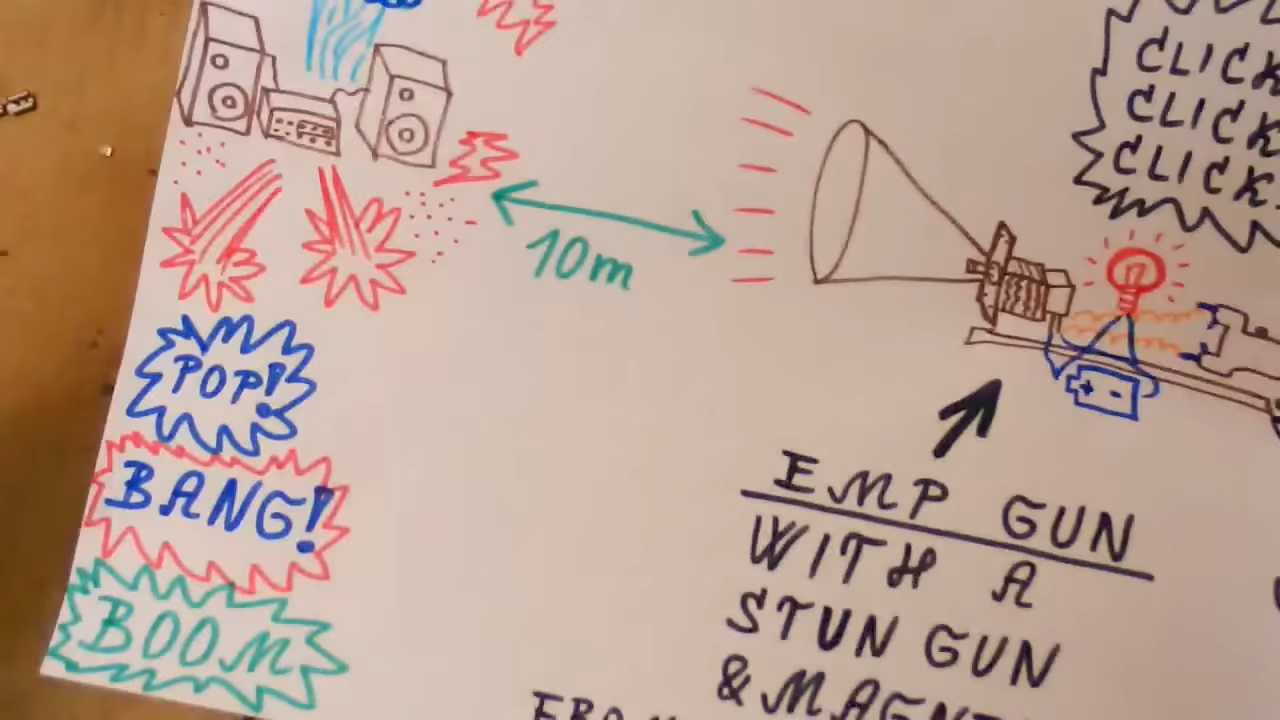 CLICK
CLICK
CLICK
10m
POP!
BANG!
BOOM
+ -
EMP GUN
WITH A
STUN GUN
&